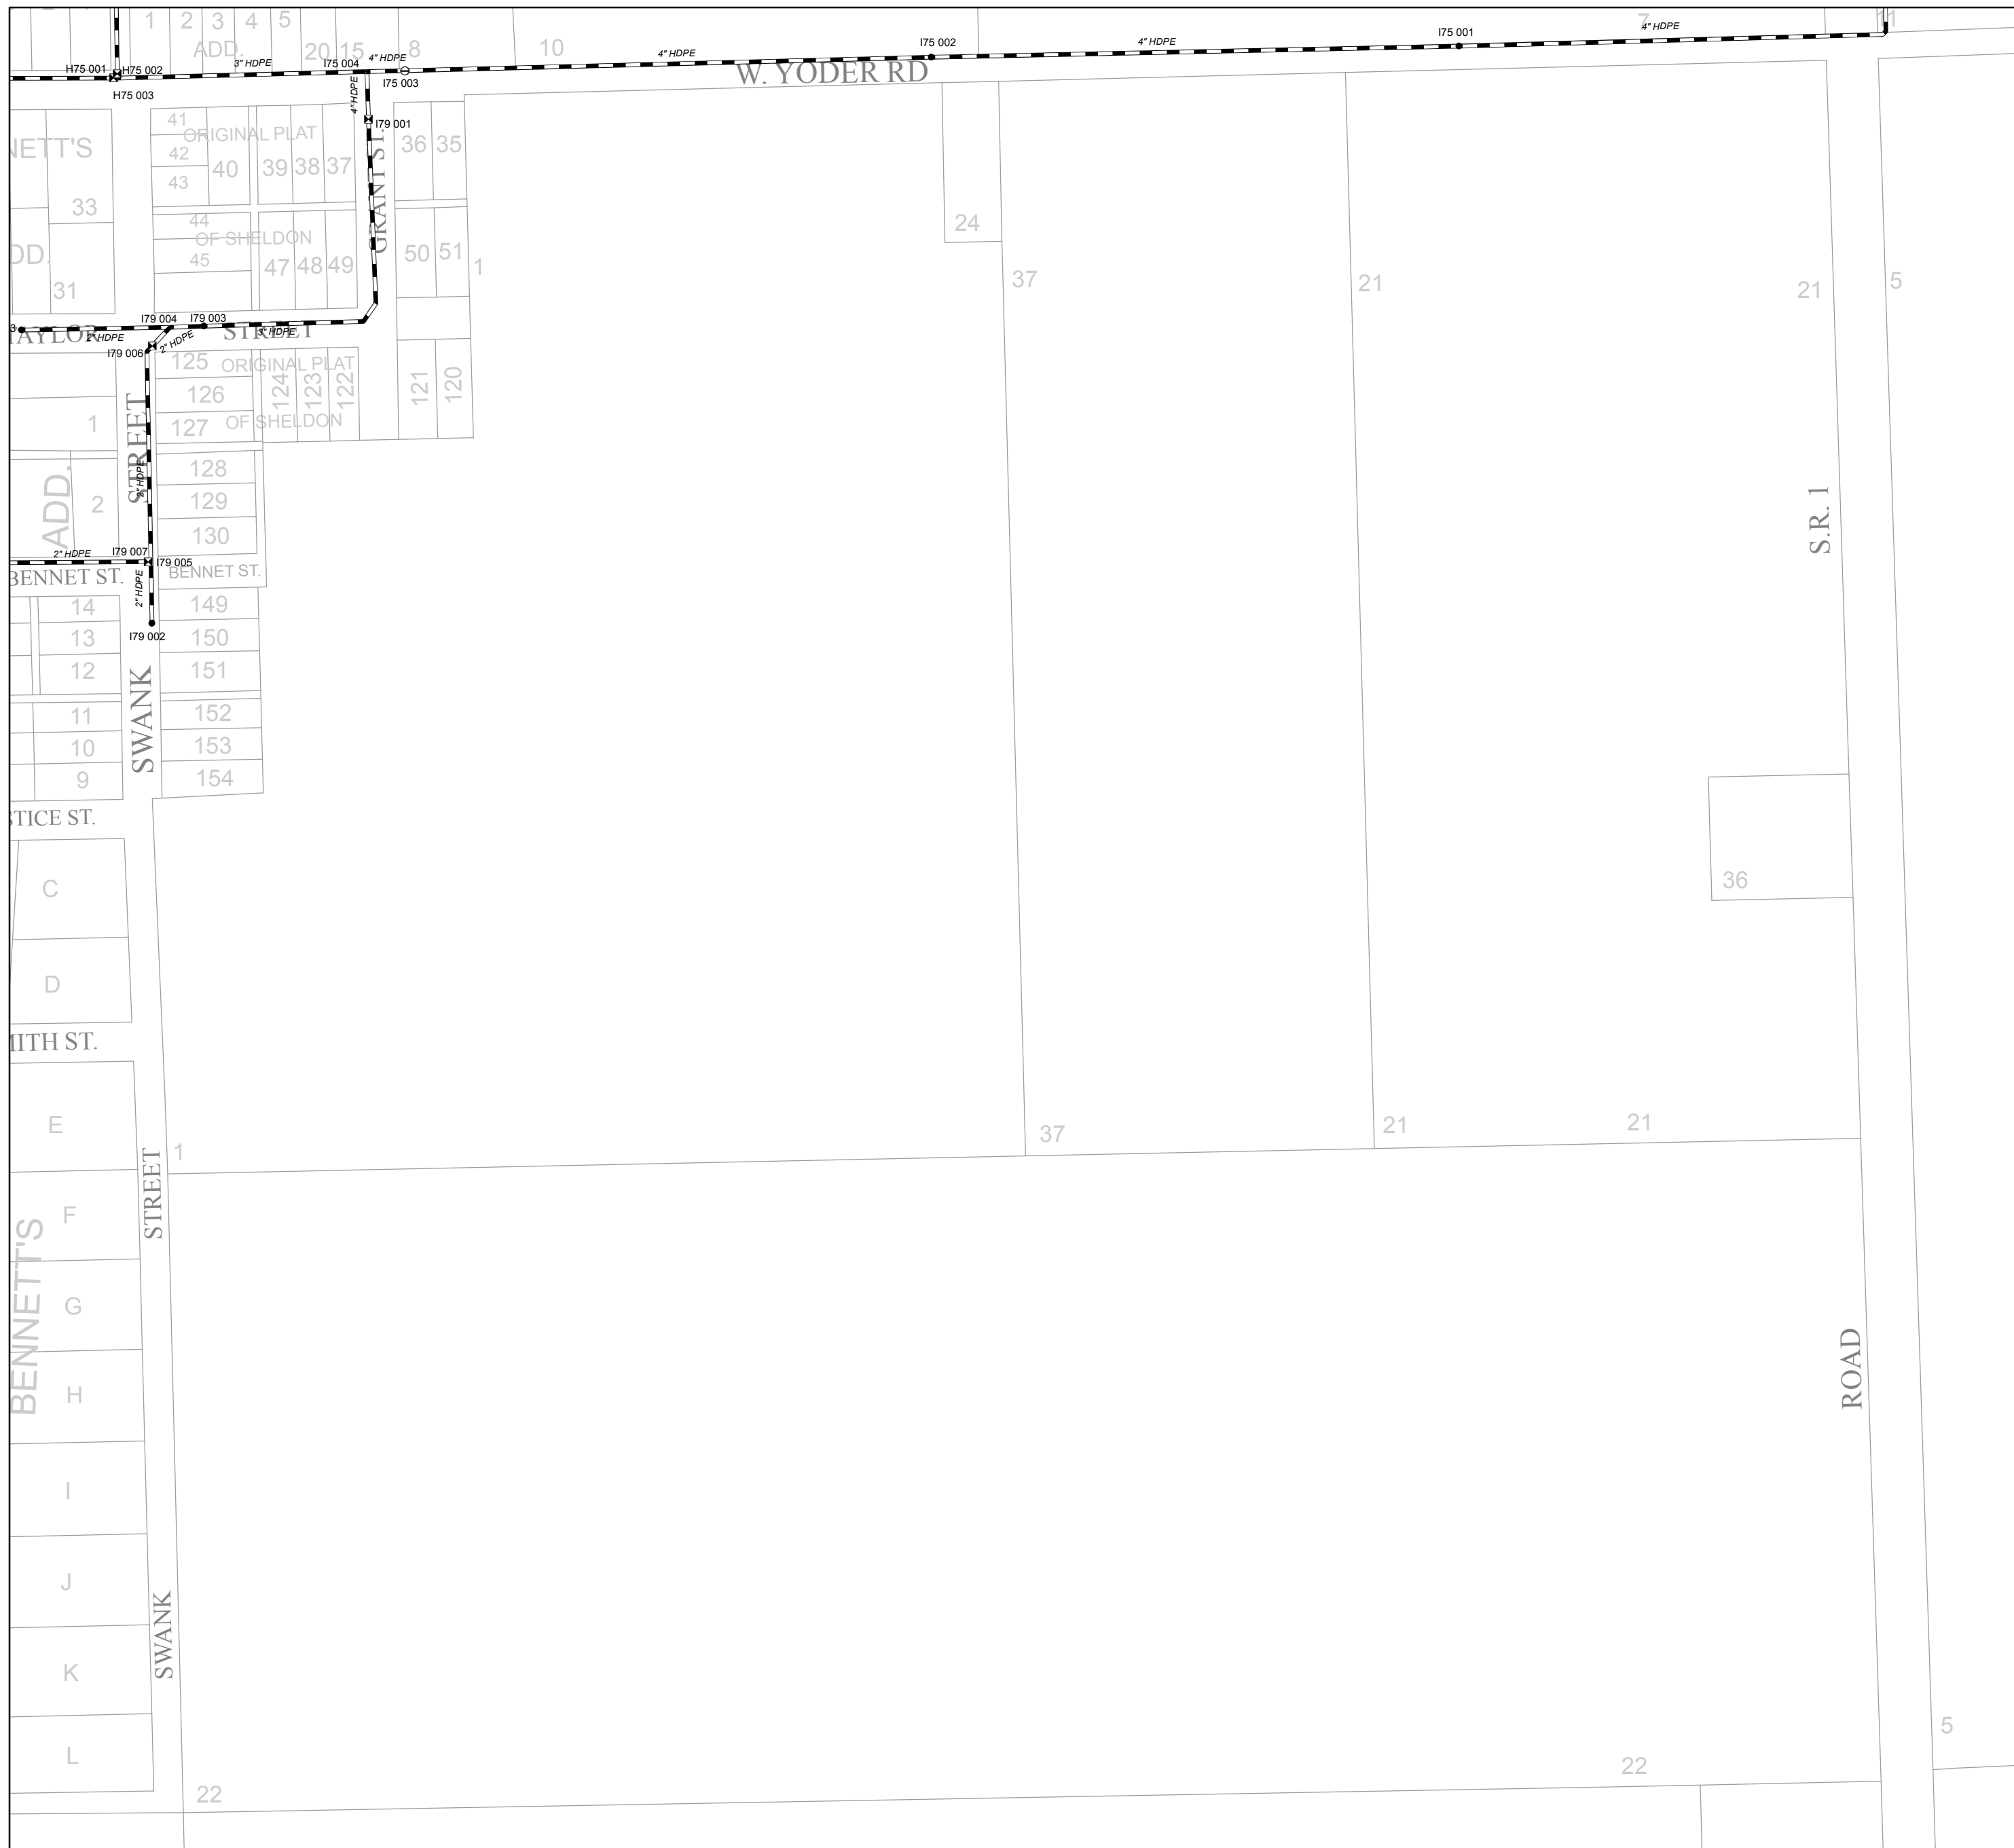 1
2
3
4
5
ADD.
20
15
8
10
7
11
I75 001
4" HDPE
4" HDPE
I75 002
4" HDPE
4" HDPE
I75 003
I75 004
3" HDPE
H75 001
H75 002
H75 003
W. YODER RD
4" HDPE
I79 001
GRANT ST.
41
42
43
ORIGINAL PLAT
40
39
38
37
36
35
33
31
44
45
OF SHELDON
47
48
49
50
51
1
24
37
21
21
5
I79 004
I79 003
STREET
3" HDPE
2" HDPE
2" HDPE
I79 006
125
126
127
ORIGINAL PLAT
OF SHELDON
124
123
122
121
120
1
2
ADD.
STREET
2" HDPE
128
129
130
2" HDPE
I79 007
I79 005
BENNET ST.
BENNET ST.
2" HDPE
I79 002
14
13
12
11
10
9
149
150
151
152
153
154
SWANK
S.R. 1
36
TICE ST.
C
D
ITH ST.
E
F
G
H
I
J
K
L
BENNETT'S
STREET
SWANK
1
37
21
21
ROAD
22
22
5